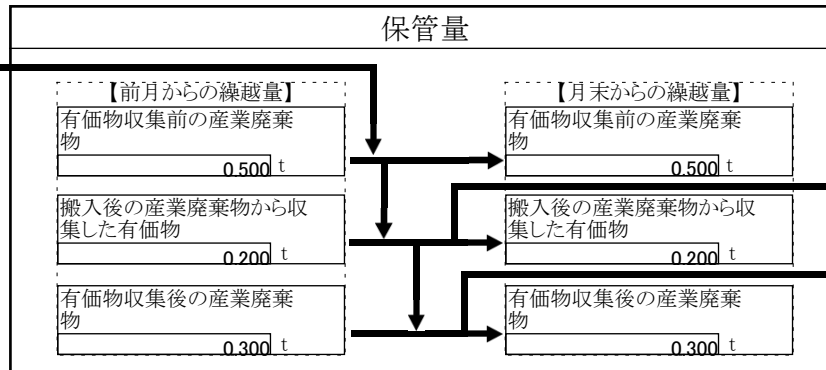 保管量
【前月からの繰越量】
有価物収集前の産業廃棄
物
0.500 t
搬入後の産業廃棄物から収
集した有価物
0.200 t
有価物収集後の産業廃棄
物
0.300 t
【月末からの繰越量】
有価物収集前の産業廃棄
物
0.500 t
搬入後の産業廃棄物から収
集した有価物
0.200 t
有価物収集後の産業廃棄
物
0.300 t